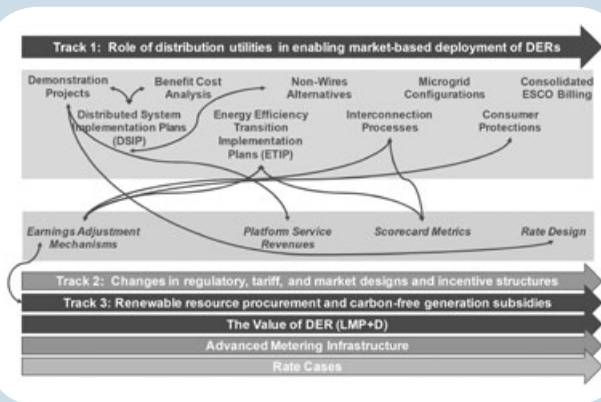 Track 1: Role of distribution utilities in enabling market-based deployment of DERs
Demonstration
Projects
Benefit Cost
Analysis
Non-Wires
Alternatives
Microgrid
Configurations
Consolidated
ESCO Billing
Distributed System
Implementation Plans
(DSIP)
Energy Efficiency
Transition
Implementation
Plans (ETIP)
Interconnection
Processes
Consumer
Protections
Earnings Adjustment
Mechanisms
Platform Service
Revenues
Scorecard Metrics
Rate Design
Track 2: Changes in regulatory, tariff, and market designs and incentive structures
Track 3: Renewable resource procurement and carbon-free generation subsidies
The Value of DER (LMP+D)
Advanced Metering Infrastructure
Rate Cases